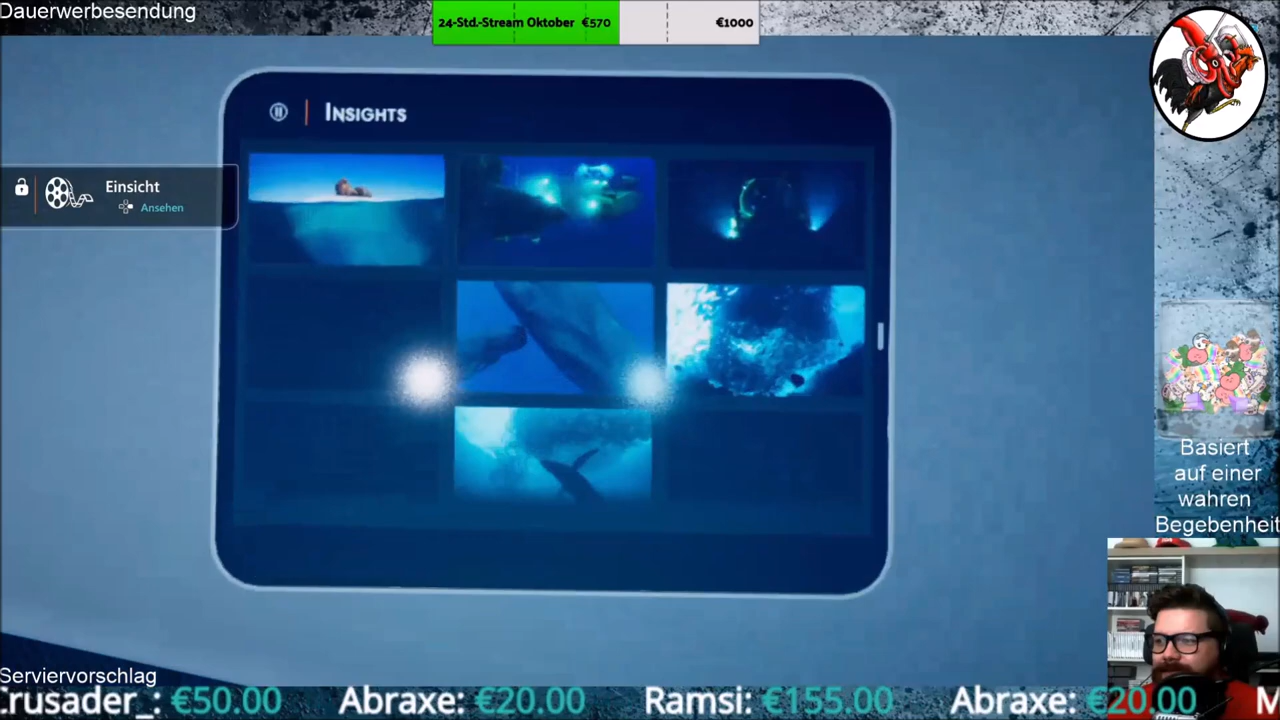 Dauerwerbesendung
24-Std.-Stream Oktober €570 €1000
INSIGHTS
Einsicht
Ansehen
Basiert
auf einer
wahren
Begebenheit
Serviervorschlag
Crusader_: €50.00 Abraxe: €20.00 Ramsi: €155.00 Abraxe: €20.00 M